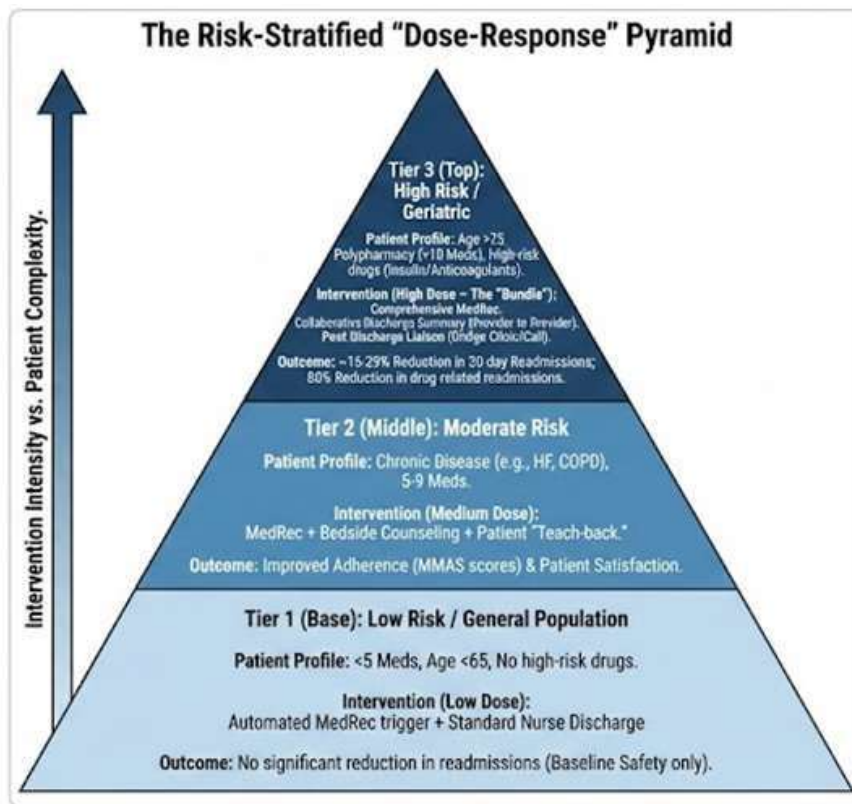 The Risk-Stratified “Dose-Response” Pyramid
Intervention Intensity vs. Patient Complexity.
Tier 3 (Top):
High Risk /
Geriatric
Patient Profile: Age >75
Polypharmacy (+10 Meds), High-risk
drugs (Insulin/Anticoagulants).
Intervention (High Dose – The “Bundle”):
Comprehensive MedRec.
Collaborative Discharge Summary (Provider to Provider).
Post Discharge Liaison
Outcome: ~15-29% Reduction in 30 day Readmissions;
80% Reduction in drug related readmissions.
Tier 2 (Middle): Moderate Risk
Patient Profile: Chronic Disease (e.g., HF, COPD),
5-9 Meds.
Intervention (Medium Dose):
MedRec + Bedside Counseling + Patient “Teach-back.”
Outcome: Improved Adherence (MMAS scores) & Patient Satisfaction.
Tier 1 (Base): Low Risk / General Population
Patient Profile: <5 Meds, Age <65, No high-risk drugs.
Intervention (Low Dose):
Automated MedRec trigger + Standard Nurse Discharge
Outcome: No significant reduction in readmissions (Baseline Safety only).